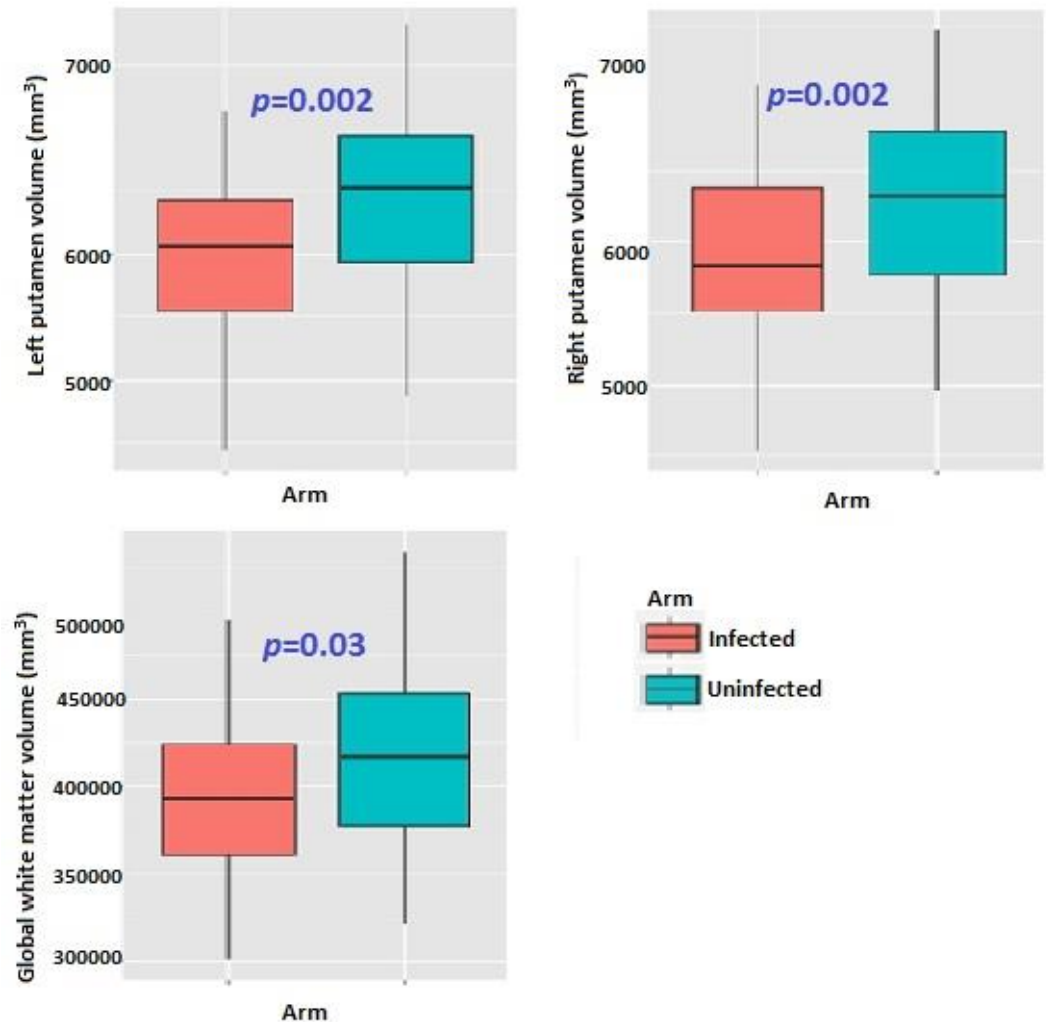 Left putamen volume (mm³)
7000
6000
5000
p=0.002
Arm
Right putamen volume (mm³)
7000
6000
5000
p=0.002
Arm
Global white matter volume (mm³)
500000
450000
400000
350000
300000
p=0.03
Arm
Arm
Infected
Uninfected